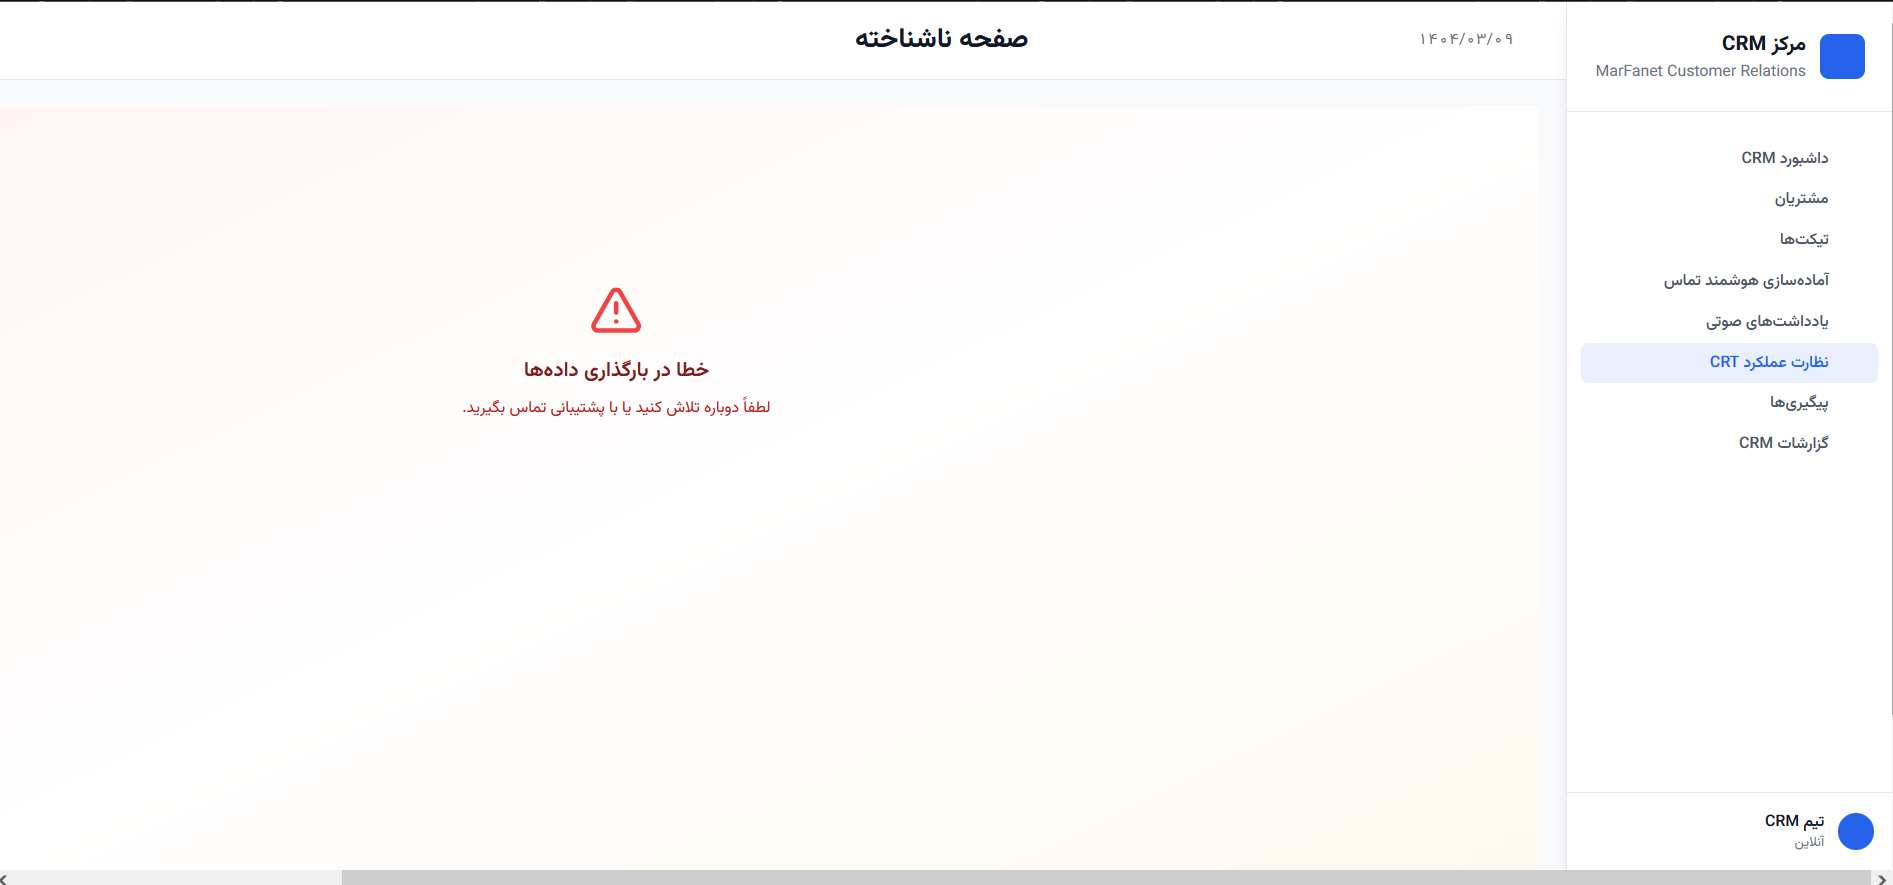 مرکز CRM
MarFanet Customer Relations
داشبورد CRM
مشتریان
تیکت‌ها
آماده‌سازی هوشمند تماس
یادداشت‌های صوتی
نظارت عملکرد CRT
پیگیری‌ها
گزارشات CRM
تیم CRM
آنلاین
۱۴۰۴/۰۳/۰۹
صفحه ناشناخته
خطا در بارگذاری داده‌ها
لطفاً دوباره تلاش کنید یا با پشتیبانی تماس بگیرید.